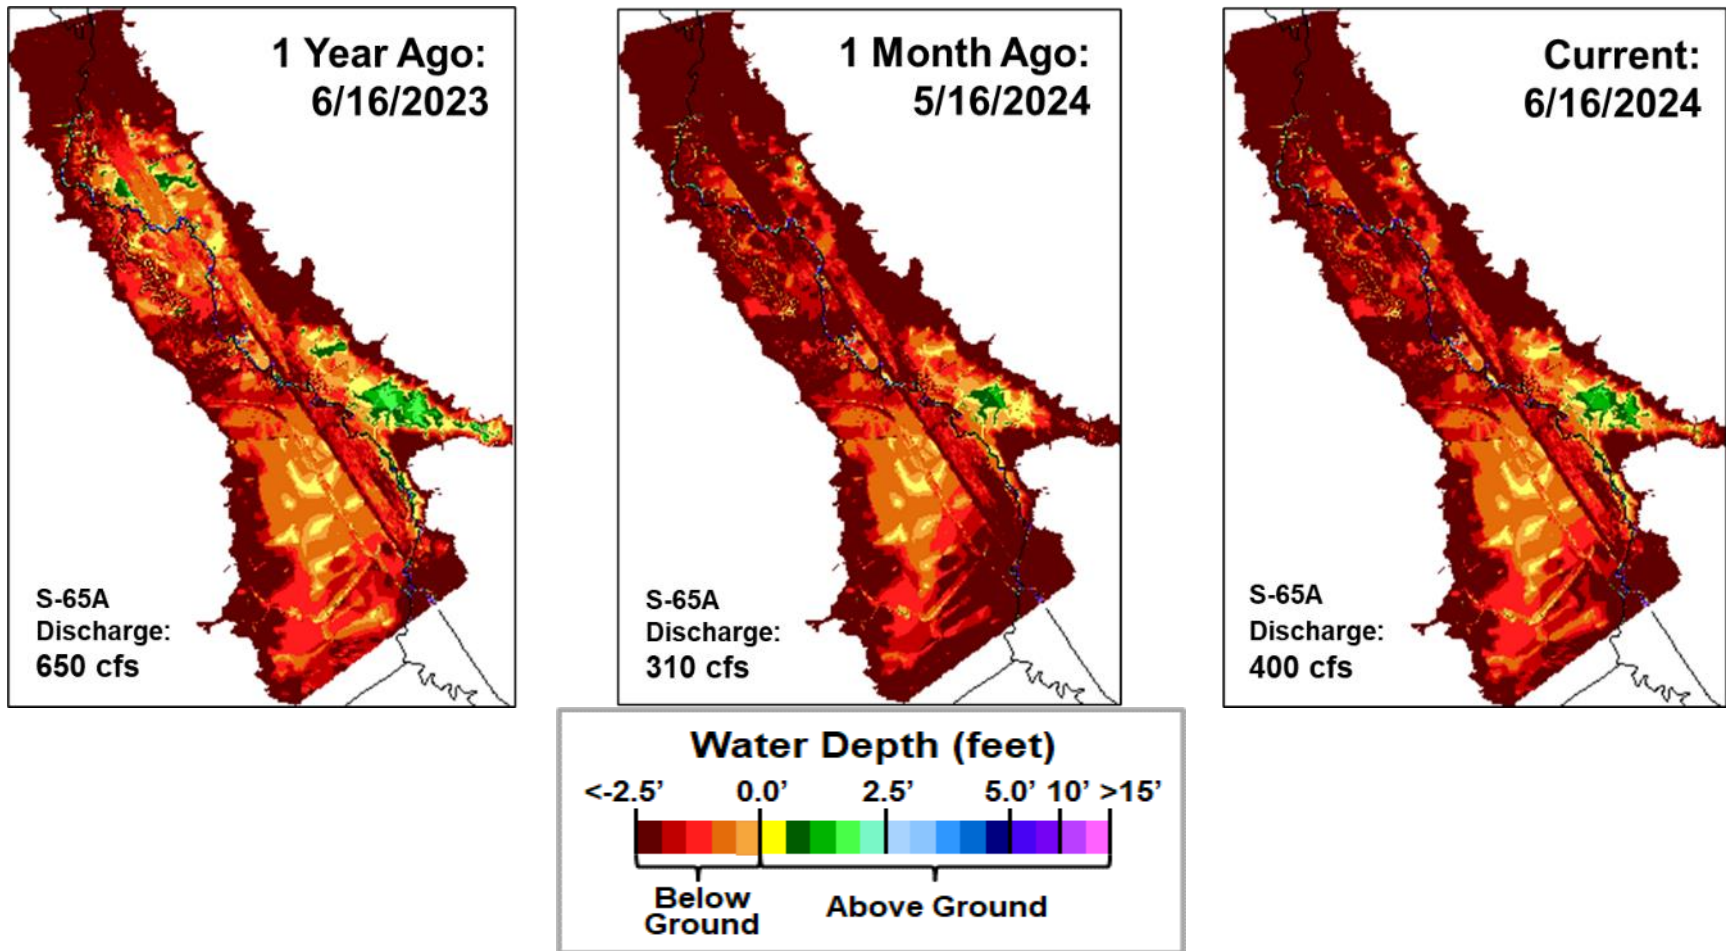 1 Year Ago:
6/16/2023
S-65A
Discharge:
650 cfs
1 Month Ago:
5/16/2024
S-65A
Discharge:
310 cfs
Current:
6/16/2024
S-65A
Discharge:
400 cfs
Water Depth (feet)
<-2.5’ 0.0’ 2.5’ 5.0’ 10’ >15’
Below
Ground
Above Ground